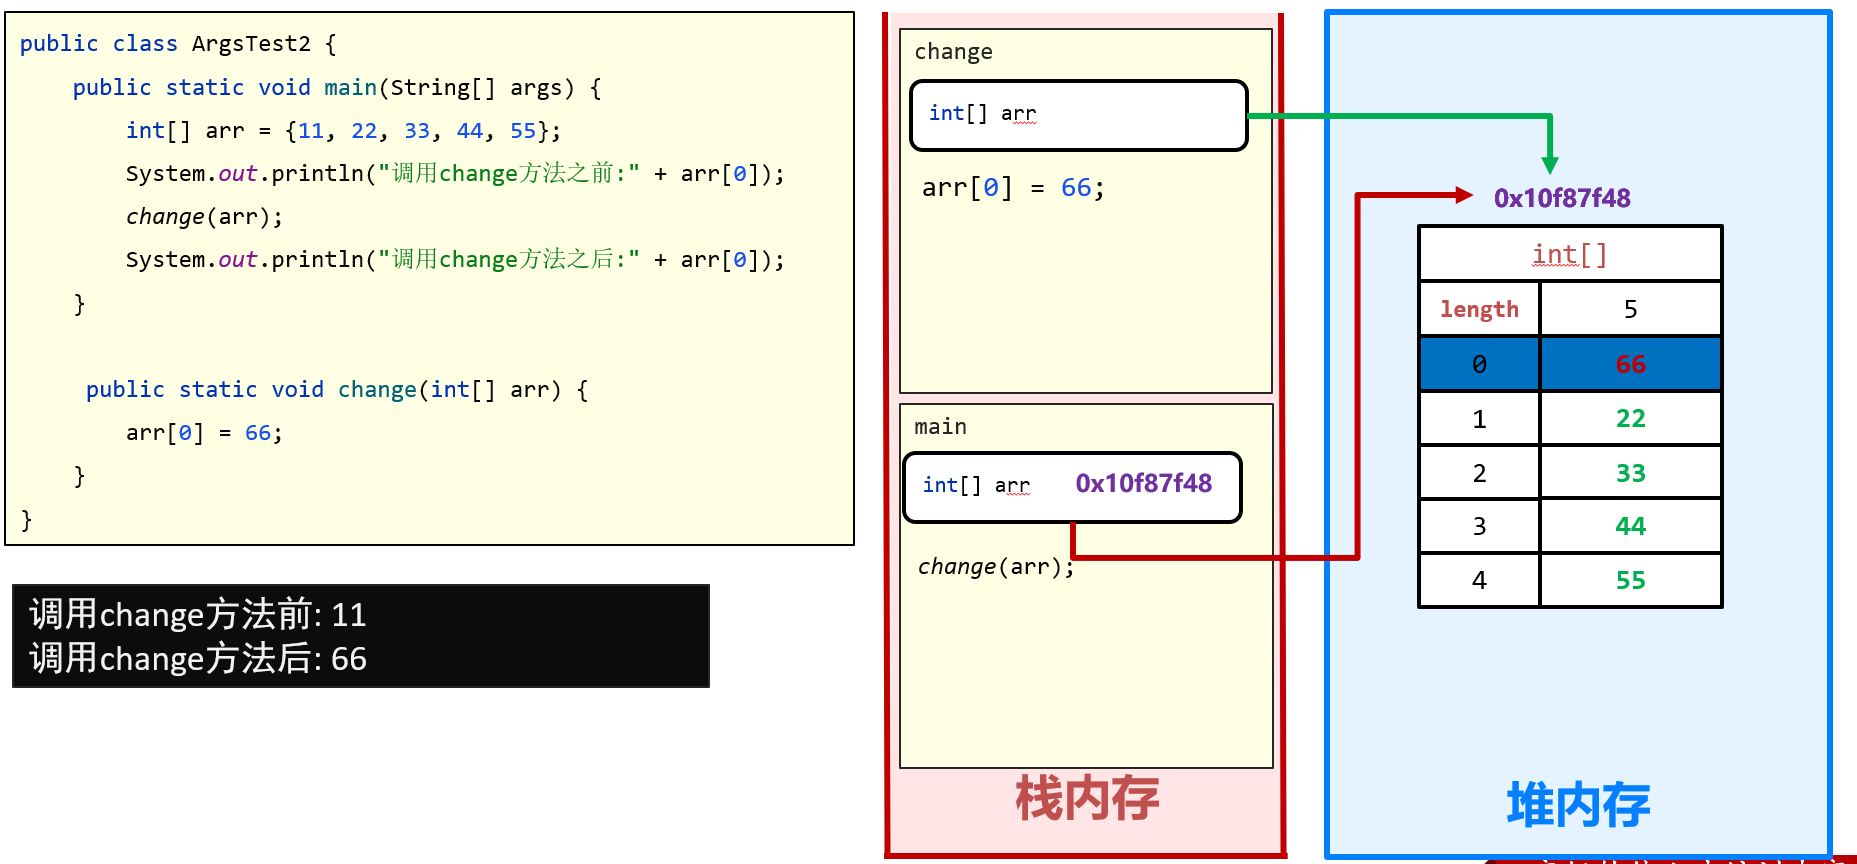 public class ArgsTest2 {
public static void main(String[] args) {
int[] arr = {11, 22, 33, 44, 55};
System.out.println("调用change方法之前:" + arr[0]);
change(arr);
System.out.println("调用change方法之后:" + arr[0]);
}
public static void change(int[] arr) {
arr[0] = 66;
}
}
调用change方法前: 11
调用change方法后: 66
change
int[] arr
arr[0] = 66;
main
int[] arr 0x10f87f48
change(arr);
栈内存
0x10f87f48
int[]
length 5
0 66
1 22
2 33
3 44
4 55
堆内存